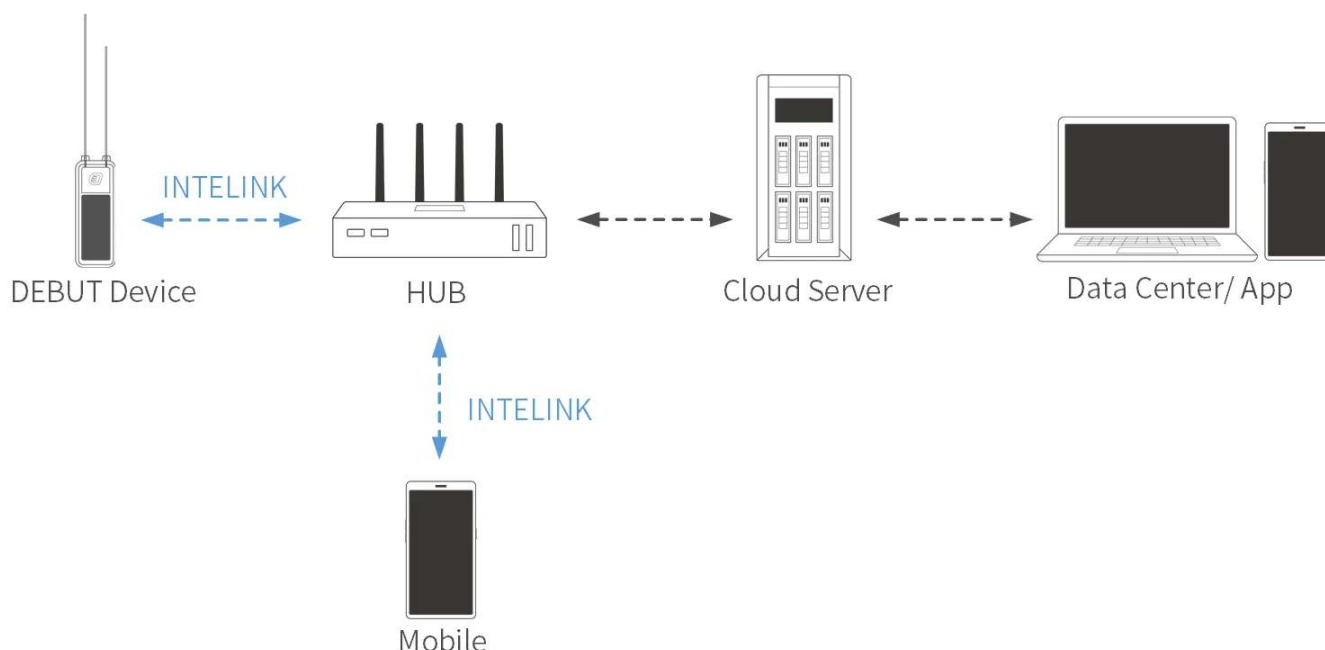 INTELINK
DEBUT Device
HUB
Cloud Server
Data Center/ App
INTELINK
Mobile